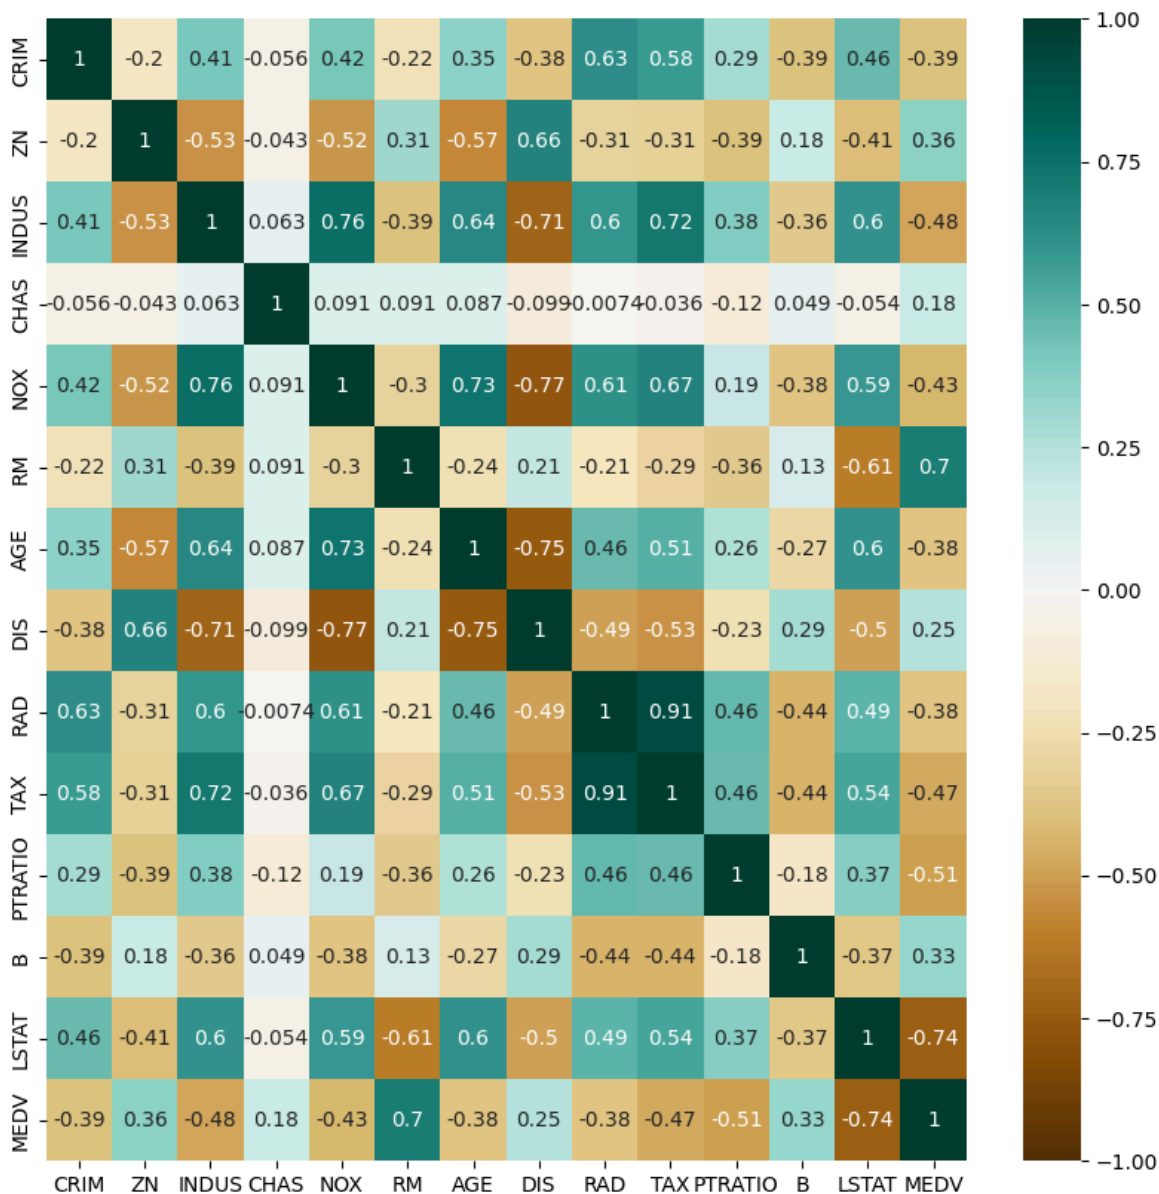 CRIM 1 -0.2 0.41 -0.056 0.42 -0.22 0.35 -0.38 0.63 0.58 0.29 -0.39 0.46 -0.39
ZN -0.2 1 -0.53 -0.043 -0.52 0.31 -0.57 0.66 -0.31 -0.31 -0.39 0.18 -0.41 0.36
INDUS 0.41 -0.53 1 0.063 0.76 -0.39 0.64 -0.71 0.6 0.72 0.38 -0.36 0.6 -0.48
CHAS -0.056 -0.043 0.063 1 0.091 0.091 0.087 -0.099 -0.0074 -0.036 -0.12 0.049 -0.054 0.18
NOX 0.42 -0.52 0.76 0.091 1 -0.3 0.73 -0.77 0.61 0.67 0.19 -0.38 0.59 -0.43
RM -0.22 0.31 -0.39 0.091 -0.3 1 -0.24 0.21 -0.21 -0.29 -0.36 0.13 -0.61 0.7
AGE 0.35 -0.57 0.64 0.087 0.73 -0.24 1 -0.75 0.46 0.51 0.26 -0.27 0.6 -0.38
DIS -0.38 0.66 -0.71 -0.099 -0.77 0.21 -0.75 1 -0.49 -0.53 -0.23 0.29 -0.5 0.25
RAD 0.63 -0.31 0.6 -0.0074 0.61 -0.21 0.46 -0.49 1 0.91 0.46 -0.44 0.49 -0.38
TAX 0.58 -0.31 0.72 -0.036 0.67 -0.29 0.51 -0.53 0.91 1 0.46 -0.44 0.54 -0.47
PTRATIO 0.29 -0.39 0.38 -0.12 0.19 -0.36 0.26 -0.23 0.46 0.46 1 -0.18 0.37 -0.51
B -0.39 0.18 -0.36 0.049 -0.38 0.13 -0.27 0.29 -0.44 -0.44 -0.18 1 -0.37 0.33
LSTAT 0.46 -0.41 0.6 -0.054 0.59 -0.61 0.6 -0.5 0.49 0.54 0.37 -0.37 1 -0.74
MEDV -0.39 0.36 -0.48 0.18 -0.43 0.7 -0.38 0.25 -0.38 -0.47 -0.51 0.33 -0.74 1
CRIM ZN INDUS CHAS NOX RM AGE DIS RAD TAX PTRATIO B LSTAT MEDV
1.00
0.75
0.50
0.25
0.00
−0.25
−0.50
−0.75
−1.00